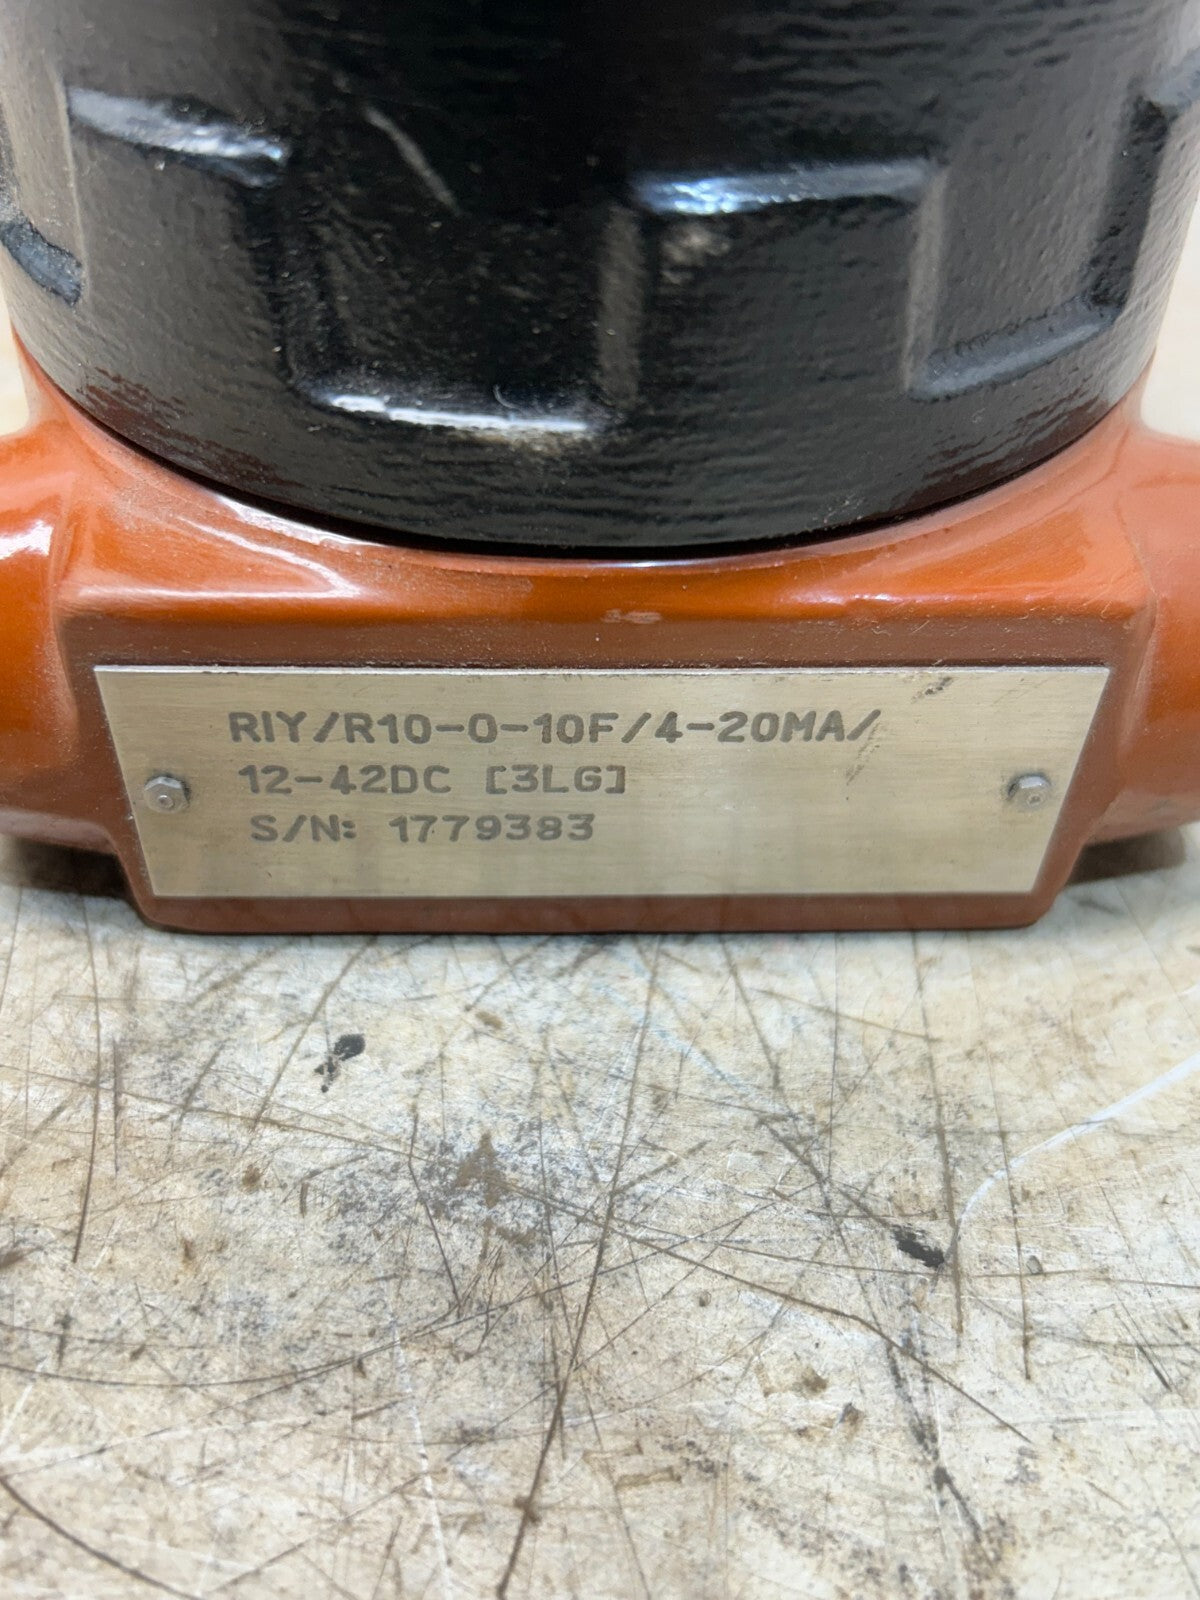 RIY/R10-0-10F/4-20MA/
12-42DC [3LG]
S/N: 1779383